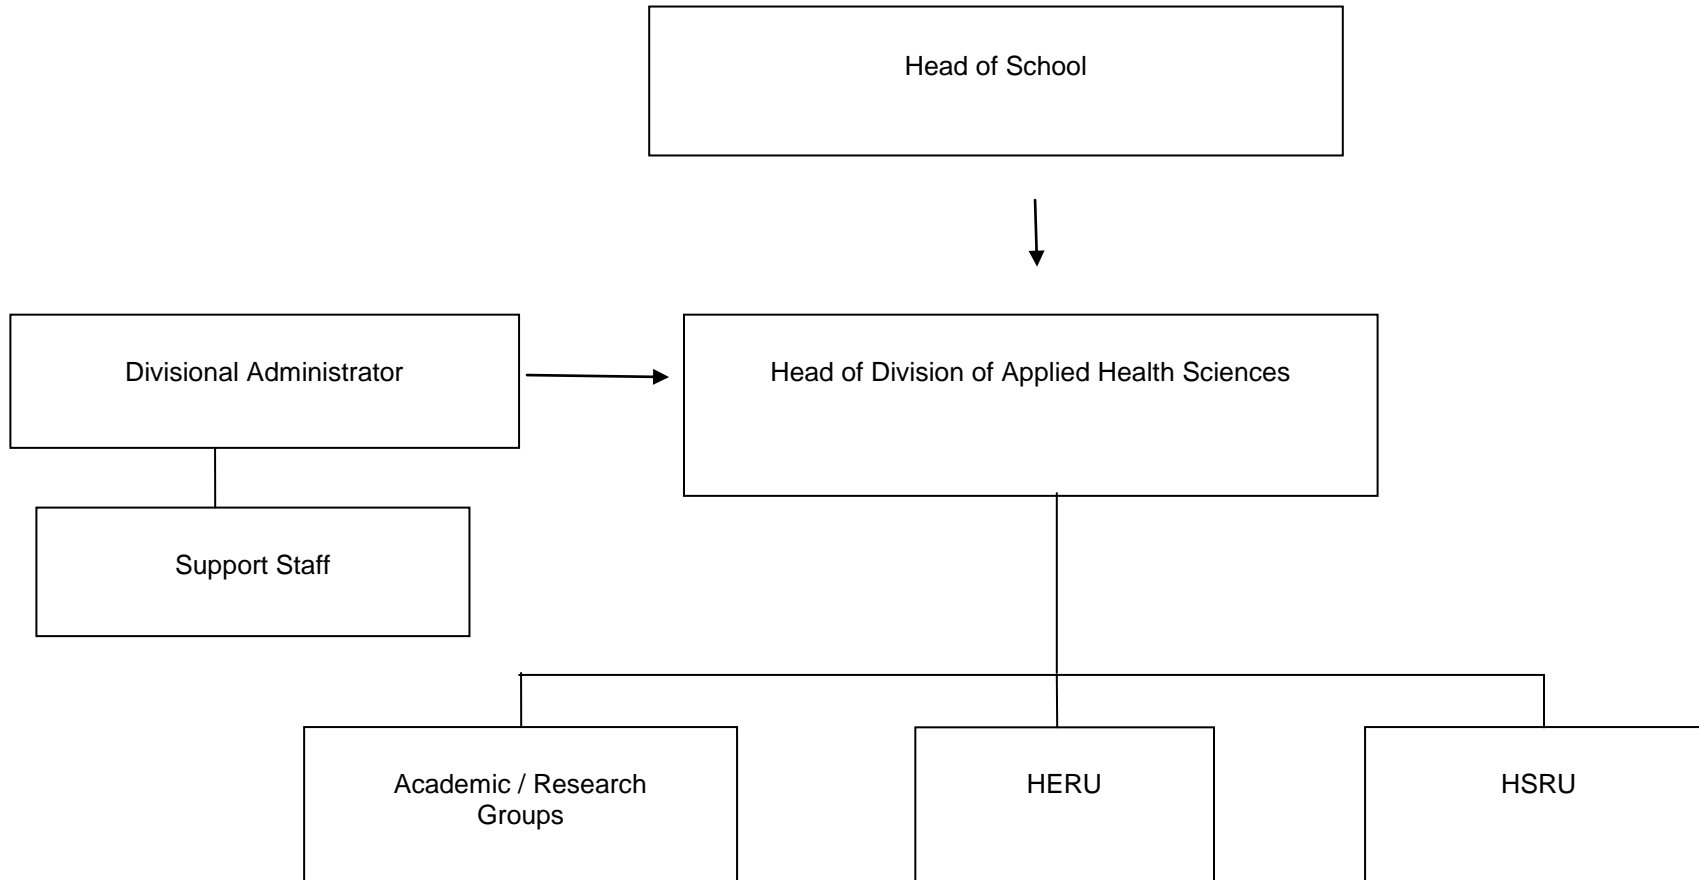 Head of School
Divisional Administrator
Head of Division of Applied Health Sciences
Support Staff
Academic / Research
Groups
HERU
HSRU